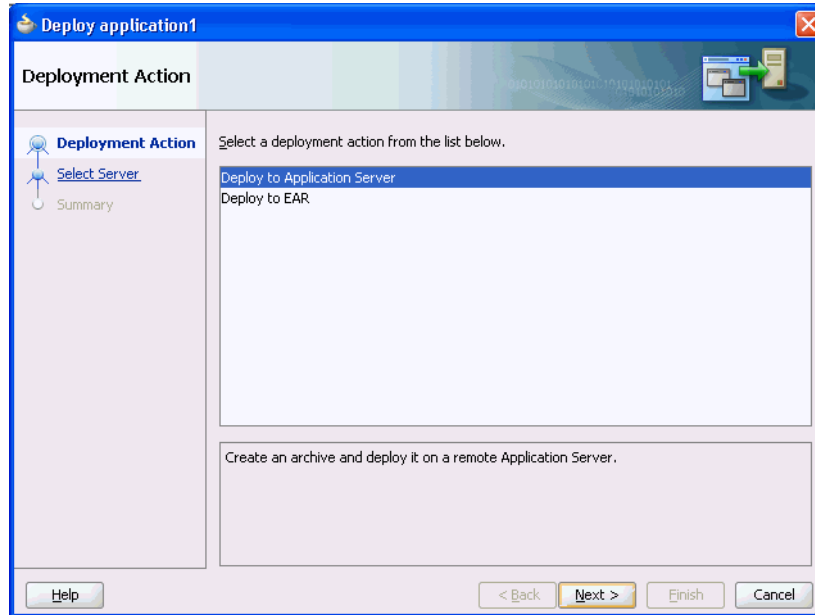 Deploy application1
Deployment Action
Deployment Action
Select Server
Summary
Select a deployment action from the list below.
Deploy to Application Server
Deploy to EAR
Create an archive and deploy it on a remote Application Server.
Help
< Back
Next >
Finish
Cancel